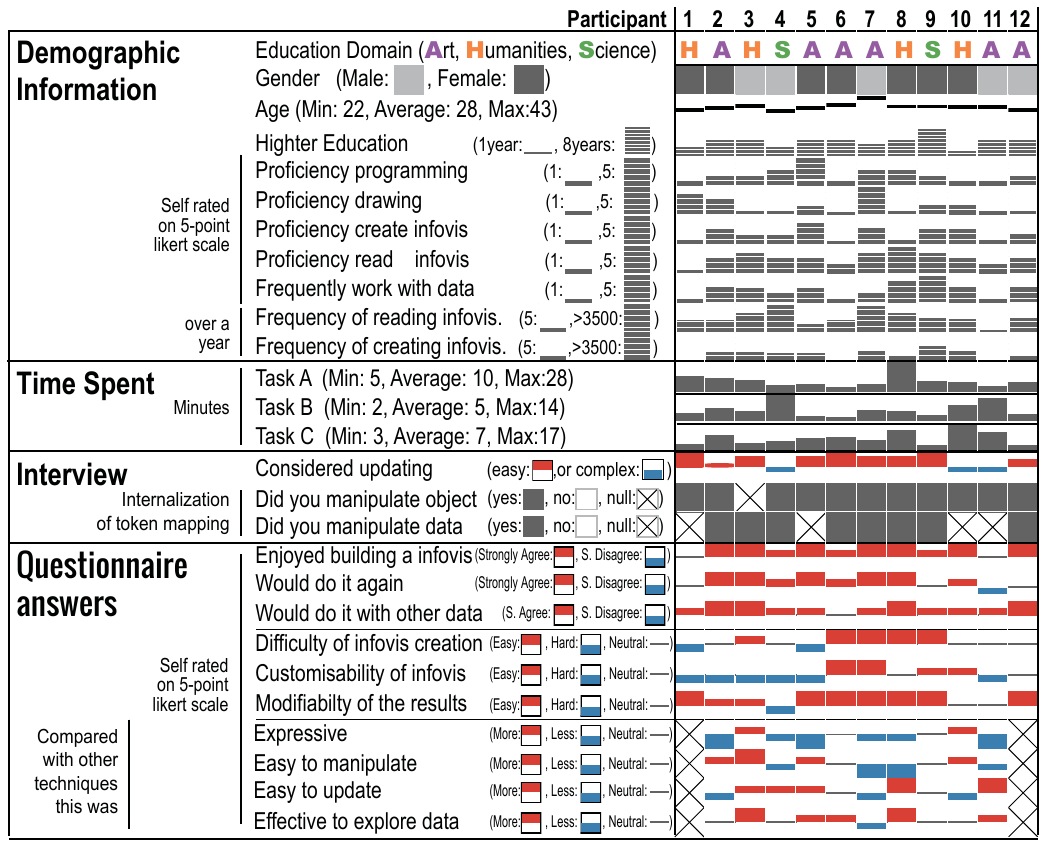 Participant 1 2 3 4 5 6 7 8 9 10 11 12
Demographic Information
Education Domain (Art, Humanities, Science) H A H S A A A H S H A A
Gender (Male: , Female: )
Age (Min: 22, Average: 28, Max:43)
Highter Education (1year: , 8years: )
Self rated on 5-point likert scale
Proficiency programming (1: ,5: )
Proficiency drawing (1: ,5: )
Proficiency create infovis (1: ,5: )
Proficiency read infovis (1: ,5: )
Frequently work with data (1: ,5: )
over a year
Frequency of reading infovis. (5: ,>3500: )
Frequency of creating infovis. (5: ,>3500: )
Time Spent
Minutes
Task A (Min: 5, Average: 10, Max:28)
Task B (Min: 2, Average: 5, Max:14)
Task C (Min: 3, Average: 7, Max:17)
Interview
Considered updating (easy: ,or complex: )
Internalization of token mapping
Did you manipulate object (yes: , no: , null: )
Did you manipulate data (yes: , no: , null: )
Questionnaire answers
Enjoyed building a infovis (Strongly Agree: , S. Disagree: )
Would do it again (Strongly Agree: , S. Disagree: )
Would do it with other data (S. Agree: , S. Disagree: )
Self rated on 5-point likert scale
Difficulty of infovis creation (Easy: , Hard: , Neutral: )
Customisability of infovis (Easy: , Hard: , Neutral: )
Modifiabilty of the results (Easy: , Hard: , Neutral: )
Compared with other techniques this was
Expressive (More: , Less: , Neutral: )
Easy to manipulate (More: , Less: , Neutral: )
Easy to update (More: , Less: , Neutral: )
Effective to explore data (More: , Less: , Neutral: )